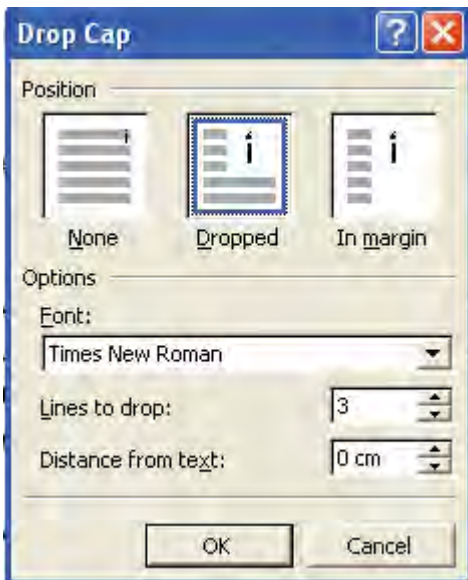 Drop Cap
Position
i i i
None Dropped In margin
Options
Font:
Times New Roman
Lines to drop: 3
Distance from text: 0 cm
OK Cancel